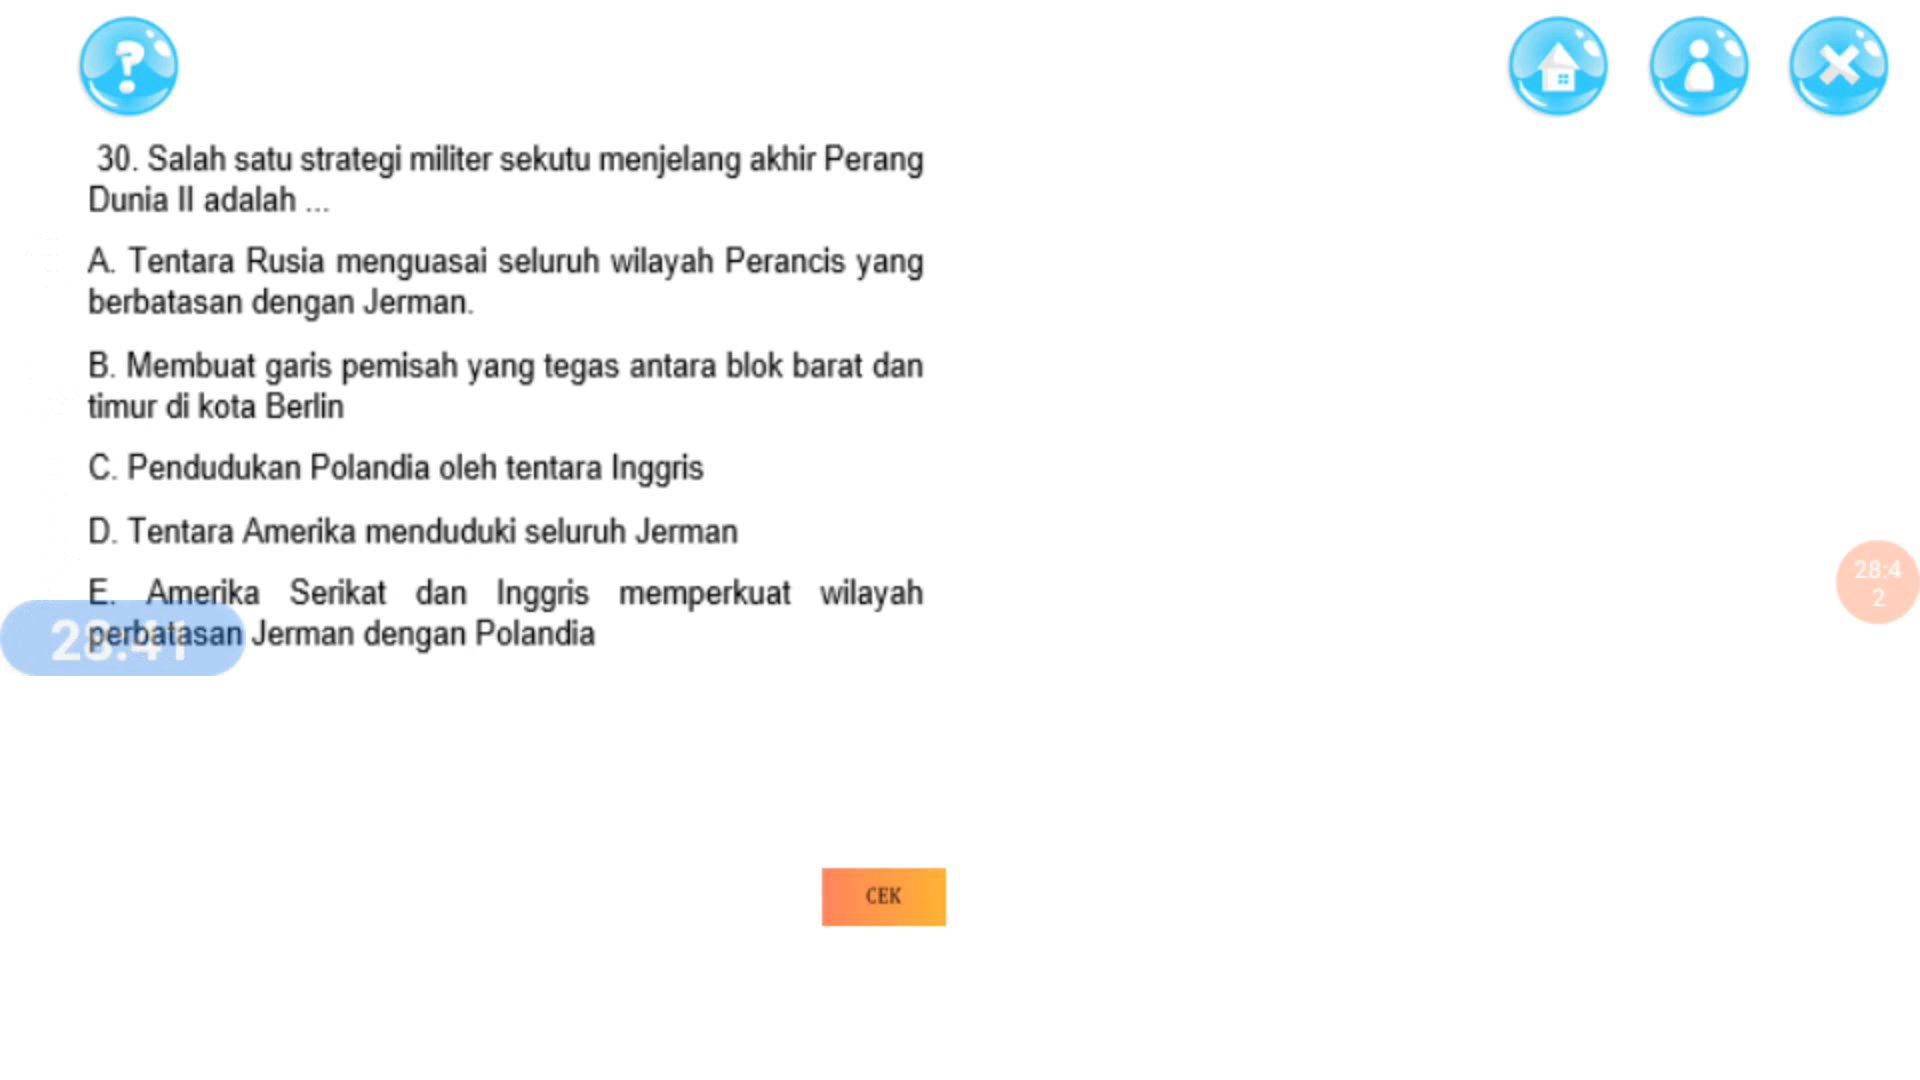 30. Salah satu strategi militer sekutu menjelang akhir Perang
Dunia II adalah ...
A. Tentara Rusia menguasai seluruh wilayah Perancis yang
berbatasan dengan Jerman.
B. Membuat garis pemisah yang tegas antara blok barat dan
timur di kota Berlin
C. Pendudukan Polandia oleh tentara Inggris
D. Tentara Amerika menduduki seluruh Jerman
E. Amerika Serikat dan Inggris memperkuat wilayah
perbatasan Jerman dengan Polandia
28:41
28:4
2
CEK